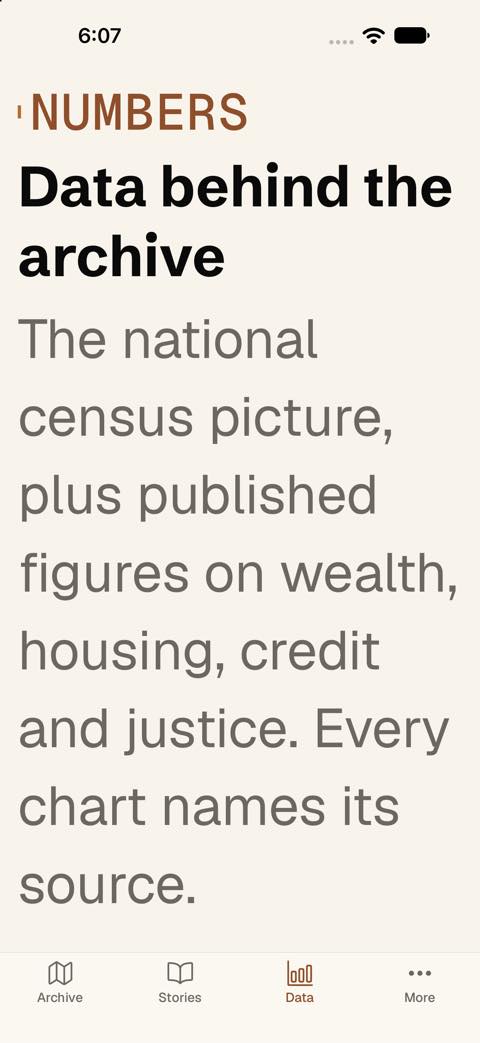 6:07
NUMBERS
Data behind the
archive
The national
census picture,
plus published
figures on wealth,
housing, credit
and justice. Every
chart names its
source.
Archive
Stories
Data
More